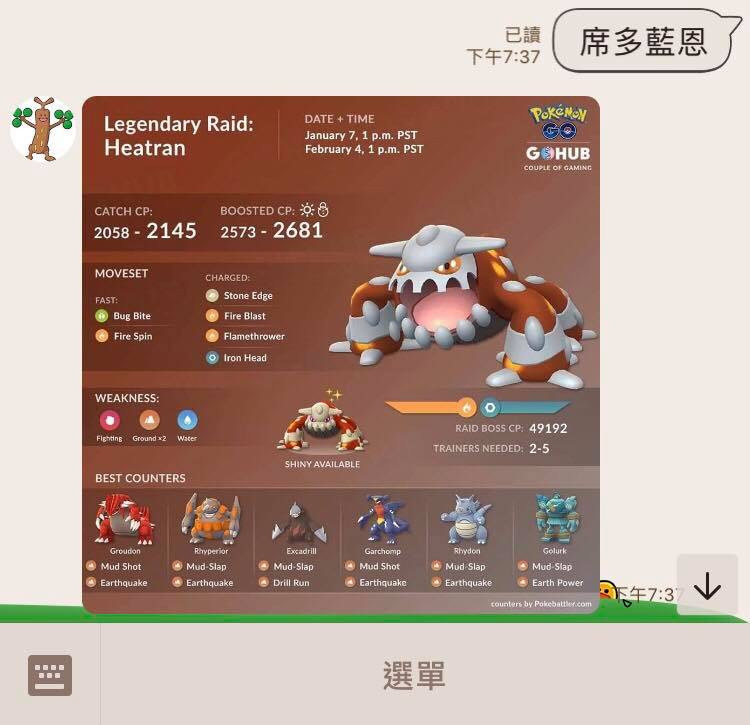 席多藍恩
已讀
下午7:37
Legendary Raid:
Heatran
DATE + TIME
January 7, 1 p.m. PST
February 4, 1 p.m. PST
POKÉMON
GO
GOHUB
COUPLE OF GAMING
CATCH CP:
2058 - 2145
BOOSTED CP:
2573 - 2681
MOVESET
FAST:
Bug Bite
Fire Spin
CHARGED:
Stone Edge
Fire Blast
Flamethrower
Iron Head
WEAKNESS:
Fighting
Ground ×2
Water
SHINY AVAILABLE
RAID BOSS CP: 49192
TRAINERS NEEDED: 2-5
BEST COUNTERS
Groudon
Mud Shot
Earthquake
Rhyperior
Mud-Slap
Earthquake
Excadrill
Mud-Slap
Drill Run
Garchomp
Mud Shot
Earthquake
Rhydon
Mud-Slap
Earthquake
Golurk
Mud-Slap
Earth Power
counters by Pokebattler.com
下午7:37
選單